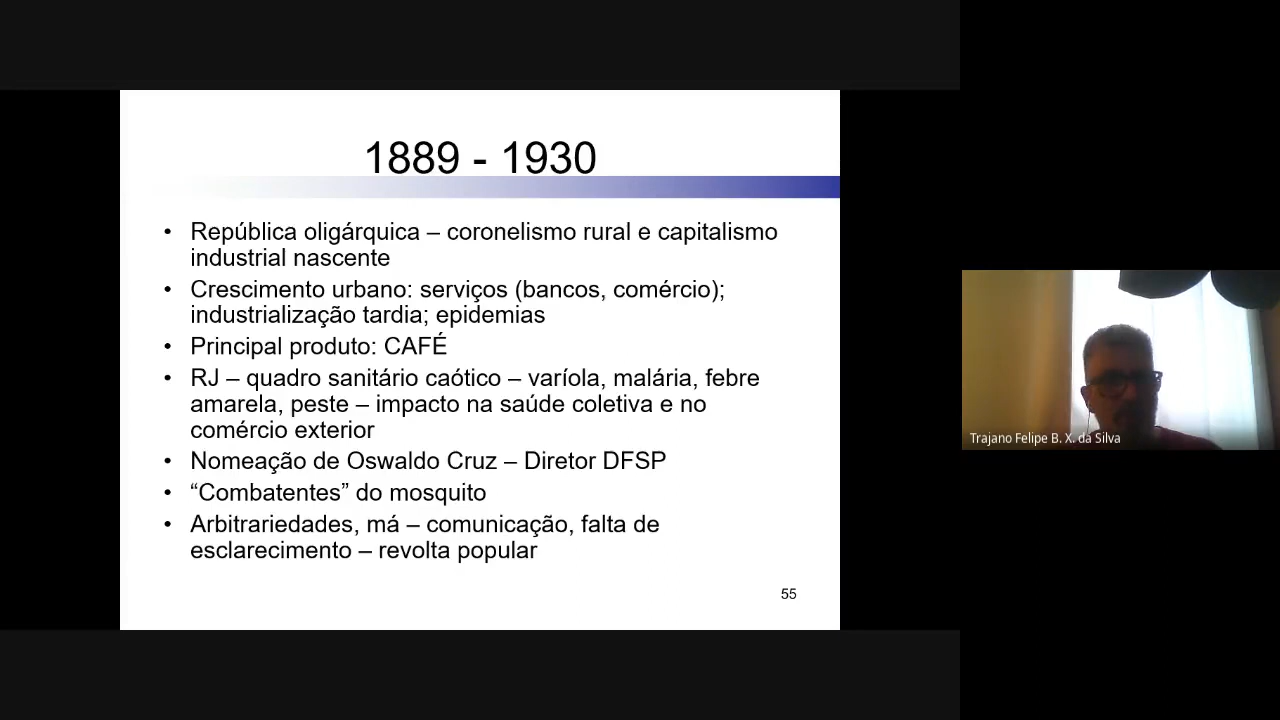 1889 - 1930
• República oligárquica – coronelismo rural e capitalismo
industrial nascente
• Crescimento urbano: serviços (bancos, comércio);
industrialização tardia; epidemias
• Principal produto: CAFÉ
• RJ – quadro sanitário caótico – varíola, malária, febre
amarela, peste – impacto na saúde coletiva e no
comércio exterior
• Nomeação de Oswaldo Cruz – Diretor DFSP
• “Combatentes” do mosquito
• Arbitrariedades, má – comunicação, falta de
esclarecimento – revolta popular
55
Trajano Felipe B. X. da Silva